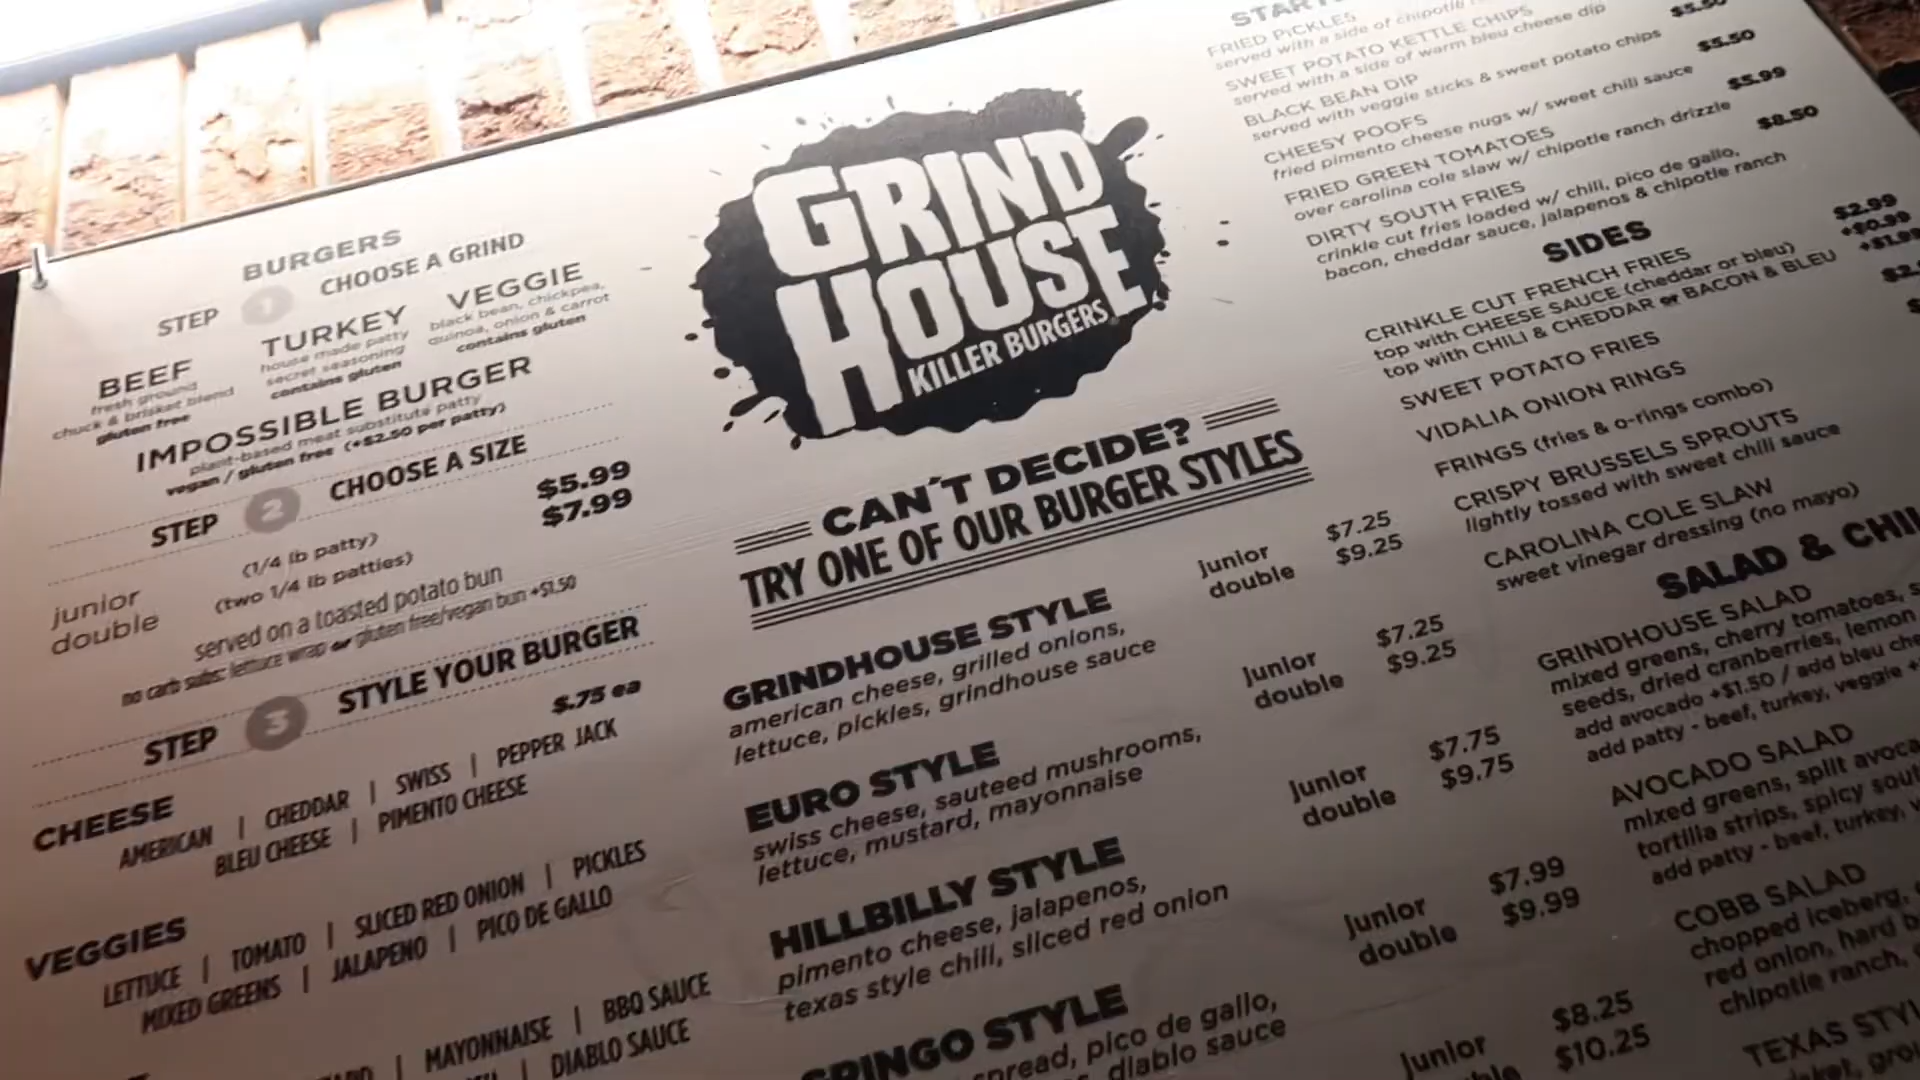 BURGERS
STEP 1 CHOOSE A GRIND
BEEF
fresh ground
chuck & brisket blend
gluten free
TURKEY
house made patty
secret seasoning
contains gluten
VEGGIE
black bean, chickpea,
quinoa, onion & carrot
contains gluten
IMPOSSIBLE BURGER
plant-based meat substitute patty
vegan / gluten free (+$2.50 per patty)
STEP 2 CHOOSE A SIZE
junior (1/4 lb patty) $5.99
double (two 1/4 lb patties) $7.99
served on a toasted potato bun
no carb subs: lettuce wrap or gluten free/vegan bun +$1.50
STEP 3 STYLE YOUR BURGER
$.75 ea
CHEESE
AMERICAN | CHEDDAR | SWISS | PEPPER JACK
BLEU CHEESE | PIMENTO CHEESE
VEGGIES
LETTUCE | TOMATO | SLICED RED ONION | PICKLES
MIXED GREENS | JALAPENO | PICO DE GALLO
| MAYONNAISE | BBQ SAUCE
| DIABLO SAUCE
GRIND
HOUSE
KILLER BURGERS
CAN'T DECIDE?
TRY ONE OF OUR BURGER STYLES
GRINDHOUSE STYLE
american cheese, grilled onions,
lettuce, pickles, grindhouse sauce
junior $7.25
double $9.25
EURO STYLE
swiss cheese, sauteed mushrooms,
lettuce, mustard, mayonnaise
junior $7.25
double $9.25
HILLBILLY STYLE
pimento cheese, jalapenos,
texas style chili, sliced red onion
junior $7.75
double $9.75
GRINGO STYLE
pico de gallo,
diablo sauce
junior $7.99
double $9.99
junior $8.25
$10.25
FRIED PICKLES
served with a side of chipotle
SWEET POTATO KETTLE CHIPS
served with a side of warm bleu cheese dip $5.50
BLACK BEAN DIP
served with veggie sticks & sweet potato chips $5.50
CHEESY POOFS
fried pimento cheese nugs w/ sweet chili sauce $5.99
FRIED GREEN TOMATOES
over carolina cole slaw w/ chipotle ranch drizzle $8.50
DIRTY SOUTH FRIES
crinkle cut fries loaded w/ chili, pico de gallo,
bacon, cheddar sauce, jalapenos & chipotle ranch
SIDES
CRINKLE CUT FRENCH FRIES $2.99
top with CHEESE SAUCE (cheddar or bleu) +$0.99
top with CHILI & CHEDDAR or BACON & BLEU +$1.99
SWEET POTATO FRIES
VIDALIA ONION RINGS
FRINGS (fries & o-rings combo)
CRISPY BRUSSELS SPROUTS
lightly tossed with sweet chili sauce
CAROLINA COLE SLAW
sweet vinegar dressing (no mayo)
SALAD &
GRINDHOUSE SALAD
mixed greens, cherry tomatoes,
seeds, dried cranberries, lemon
add avocado +$1.50 / add bleu
add patty - beef, turkey, veggie
AVOCADO SALAD
mixed greens, split
tortilla strips, spicy
add patty - beef, turkey,
COBB SALAD
chopped iceberg,
red onion, hard
chipotle ranch,
TEXAS